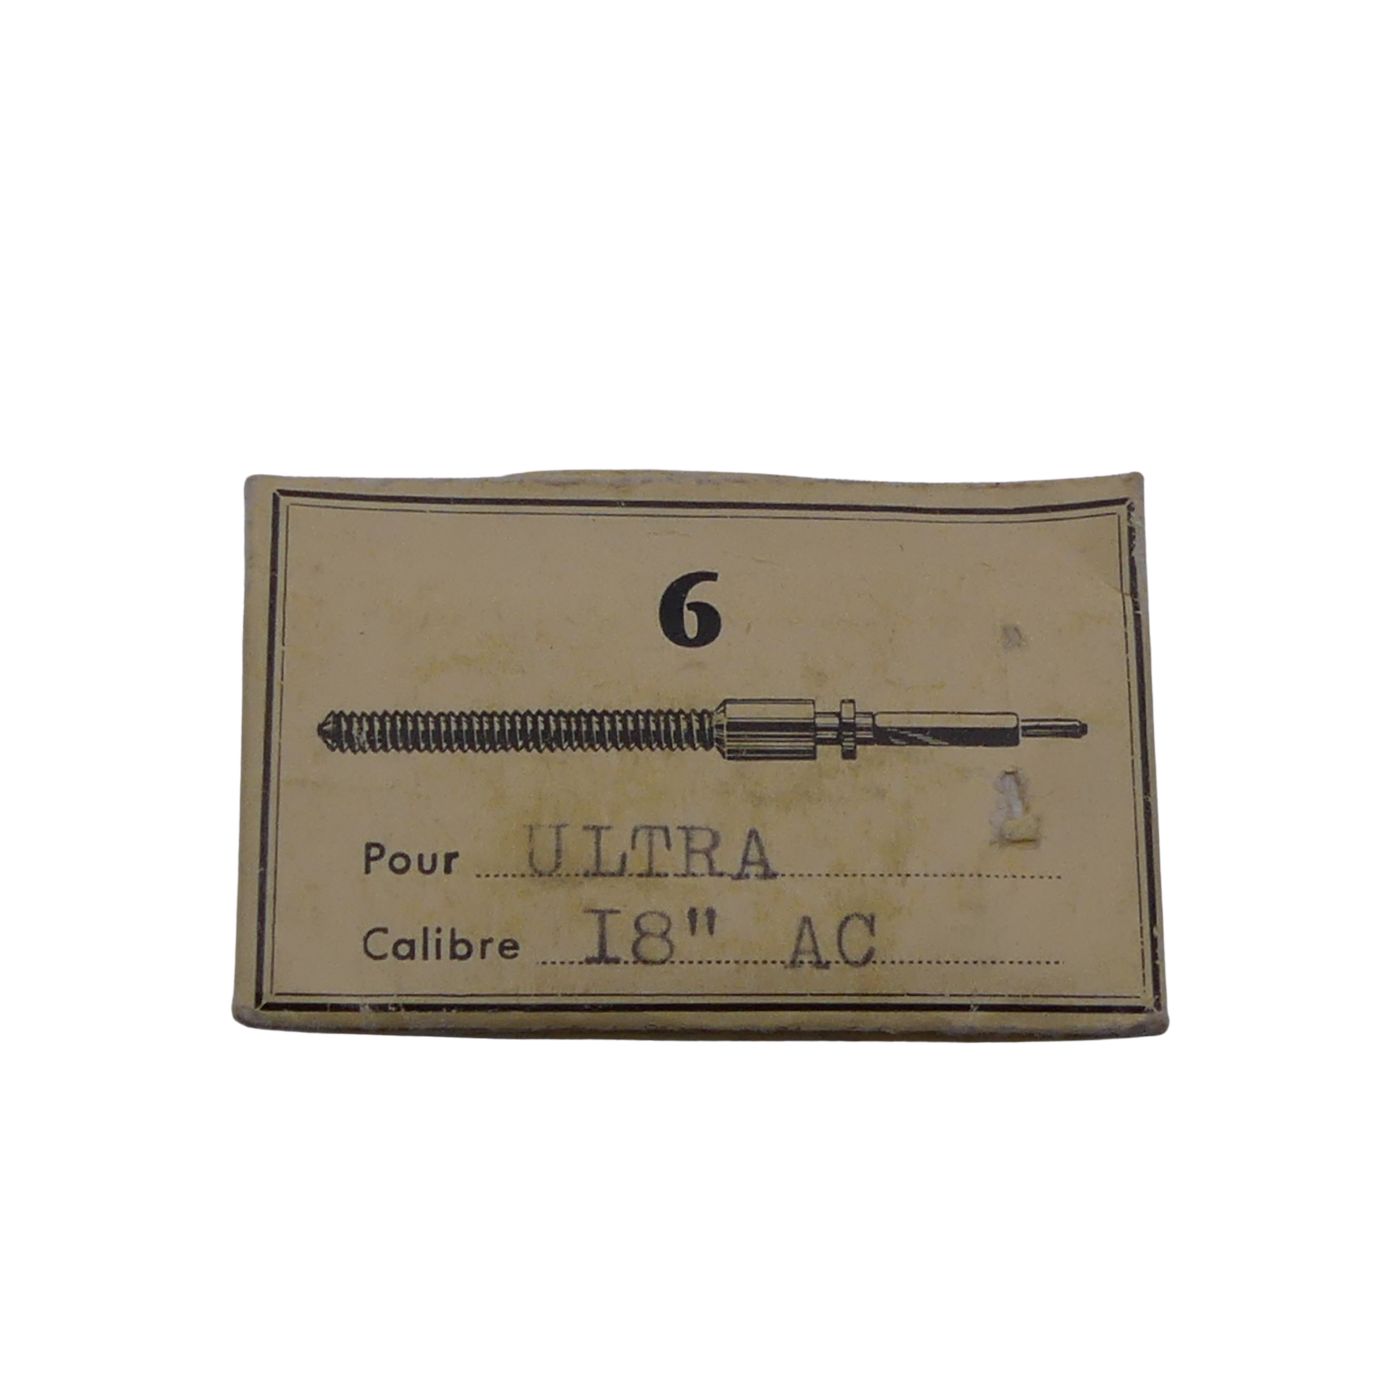 6
Pour ULTRA
Calibre I8" AC